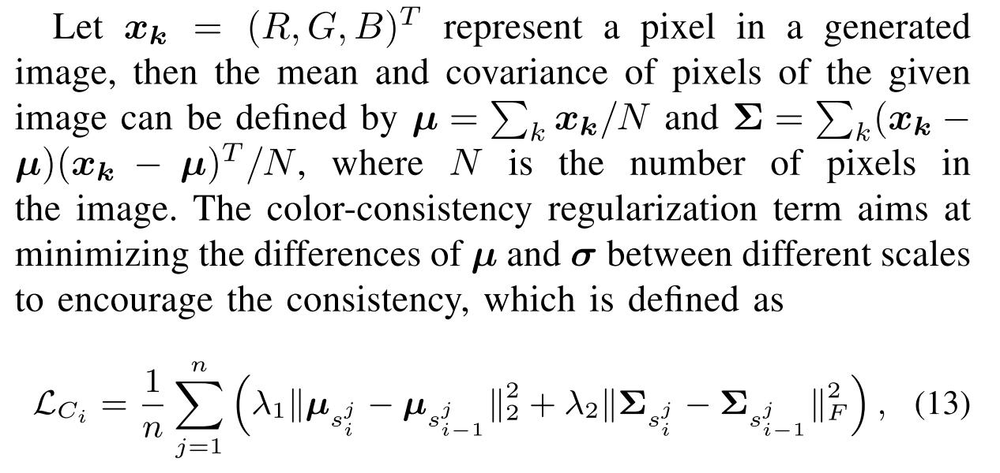 Let $\boldsymbol{x_k} = (R, G, B)^T$ represent a pixel in a generated
image, then the mean and covariance of pixels of the given
image can be defined by $\boldsymbol{\mu} = \sum_k \boldsymbol{x_k}/N$ and $\boldsymbol{\Sigma} = \sum_k (\boldsymbol{x_k} -$
$\boldsymbol{\mu})(\boldsymbol{x_k} - \boldsymbol{\mu})^T/N$, where $N$ is the number of pixels in
the image. The color-consistency regularization term aims at
minimizing the differences of $\boldsymbol{\mu}$ and $\boldsymbol{\sigma}$ between different scales
to encourage the consistency, which is defined as
$\mathcal{L}_{C_i} = \frac{1}{n} \sum_{j=1}^{n} \left( \lambda_1 \| \boldsymbol{\mu}_{s_i^j} - \boldsymbol{\mu}_{s_{i-1}^j} \|_2^2 + \lambda_2 \| \boldsymbol{\Sigma}_{s_i^j} - \boldsymbol{\Sigma}_{s_{i-1}^j} \|_F^2 \right),$ (13)